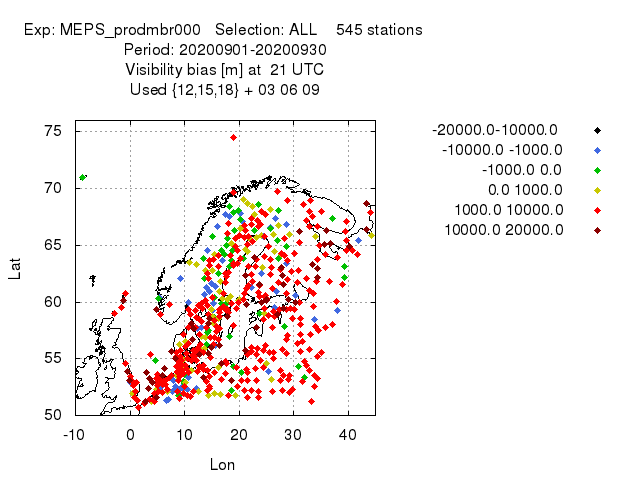 Exp: MEPS_prodmbr000 Selection: ALL 545 stations
Period: 20200901-20200930
Visibility bias [m] at 21 UTC
Used {12,15,18} + 03 06 09
-20000.0-10000.0
-10000.0 -1000.0
-1000.0 0.0
0.0 1000.0
1000.0 10000.0
10000.0 20000.0
75
70
65
60
55
50
Lat
-10 0 10 20 30 40
Lon